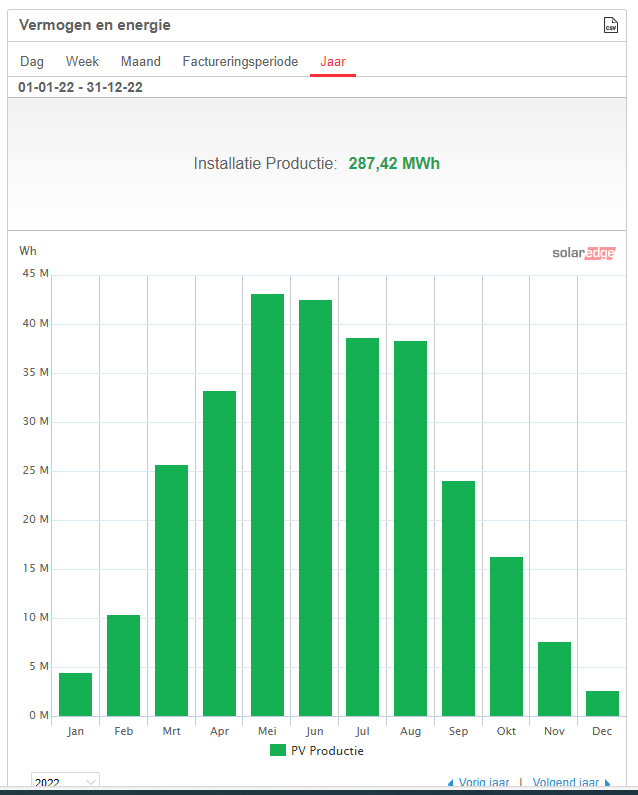 Vermogen en energie
CSV
Dag Week Maand Factureringsperiode Jaar
01-01-22 - 31-12-22
Installatie Productie: 287,42 MWh
Wh
solaredge
45 M
40 M
35 M
30 M
25 M
20 M
15 M
10 M
5 M
0 M
Jan Feb Mrt Apr Mei Jun Jul Aug Sep Okt Nov Dec
PV Productie
2022
Vorig jaar | Volgend jaar